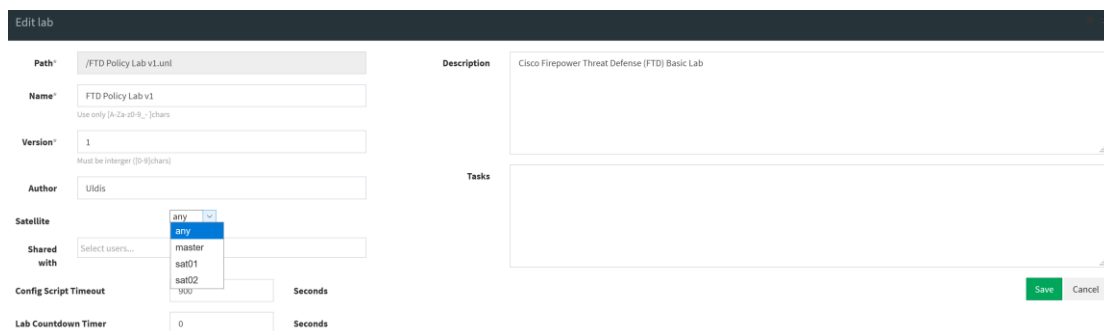 Edit lab
Path*
/FTD Policy Lab v1.unl
Name*
FTD Policy Lab v1
Use only [A-Za-z0-9_- ]chars
Version*
1
Must be interger ([0-9]chars)
Author
Uldis
Satellite
any
any
master
sat01
sat02
Shared
with
Select users...
Config Script Timeout
900
Seconds
Lab Countdown Timer
0
Seconds
Description
Cisco Firepower Threat Defense (FTD) Basic Lab
Tasks
Save
Cancel